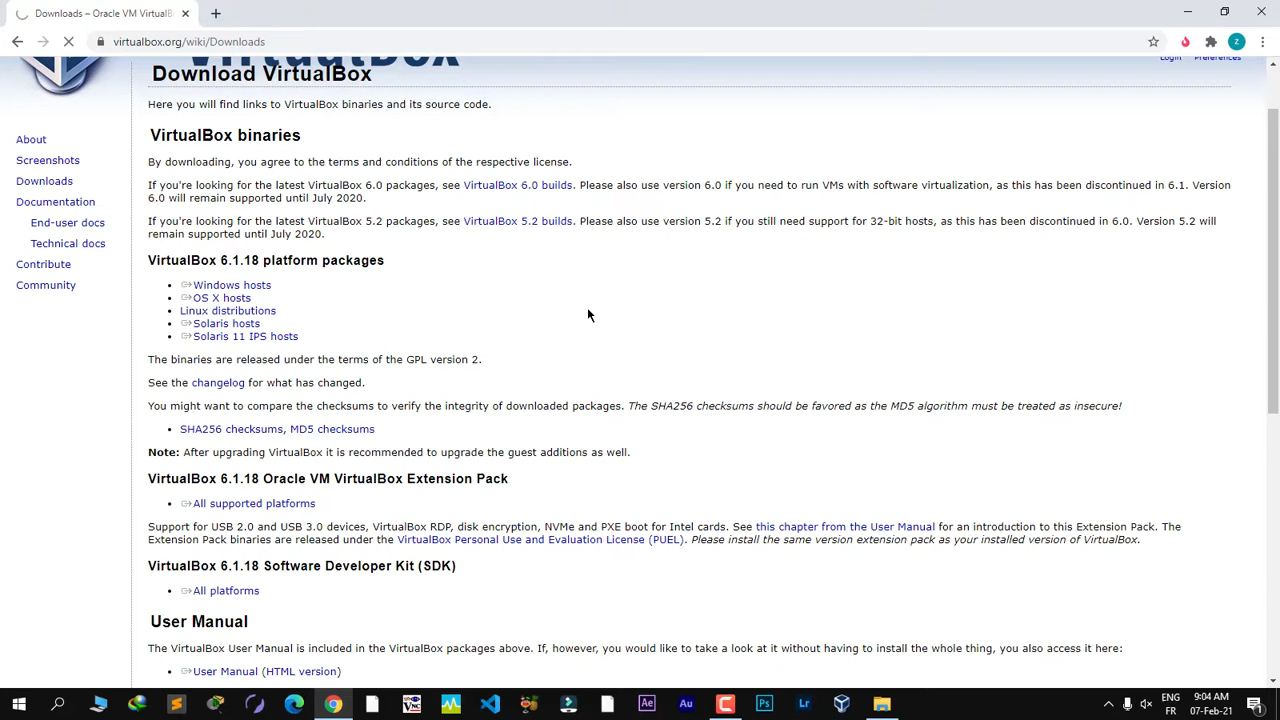 Downloads – Oracle VM VirtualB
virtualbox.org/wiki/Downloads
Z
VirtualBox
Login Preferences
Download VirtualBox
Here you will find links to VirtualBox binaries and its source code.
About
Screenshots
Downloads
Documentation
End-user docs
Technical docs
Contribute
Community
VirtualBox binaries
By downloading, you agree to the terms and conditions of the respective license.
If you're looking for the latest VirtualBox 6.0 packages, see VirtualBox 6.0 builds. Please also use version 6.0 if you need to run VMs with software virtualization, as this has been discontinued in 6.1. Version
6.0 will remain supported until July 2020.
If you're looking for the latest VirtualBox 5.2 packages, see VirtualBox 5.2 builds. Please also use version 5.2 if you still need support for 32-bit hosts, as this has been discontinued in 6.0. Version 5.2 will
remain supported until July 2020.
VirtualBox 6.1.18 platform packages
• Windows hosts
• OS X hosts
• Linux distributions
• Solaris hosts
• Solaris 11 IPS hosts
The binaries are released under the terms of the GPL version 2.
See the changelog for what has changed.
You might want to compare the checksums to verify the integrity of downloaded packages. The SHA256 checksums should be favored as the MD5 algorithm must be treated as insecure!
• SHA256 checksums, MD5 checksums
Note: After upgrading VirtualBox it is recommended to upgrade the guest additions as well.
VirtualBox 6.1.18 Oracle VM VirtualBox Extension Pack
• All supported platforms
Support for USB 2.0 and USB 3.0 devices, VirtualBox RDP, disk encryption, NVMe and PXE boot for Intel cards. See this chapter from the User Manual for an introduction to this Extension Pack. The
Extension Pack binaries are released under the VirtualBox Personal Use and Evaluation License (PUEL). Please install the same version extension pack as your installed version of VirtualBox.
VirtualBox 6.1.18 Software Developer Kit (SDK)
• All platforms
User Manual
The VirtualBox User Manual is included in the VirtualBox packages above. If, however, you would like to take a look at it without having to install the whole thing, you also access it here:
• User Manual (HTML version)
VNC
Ae
Au
Ps
Lr
ENG
FR
9:04 AM
07-Feb-21
1